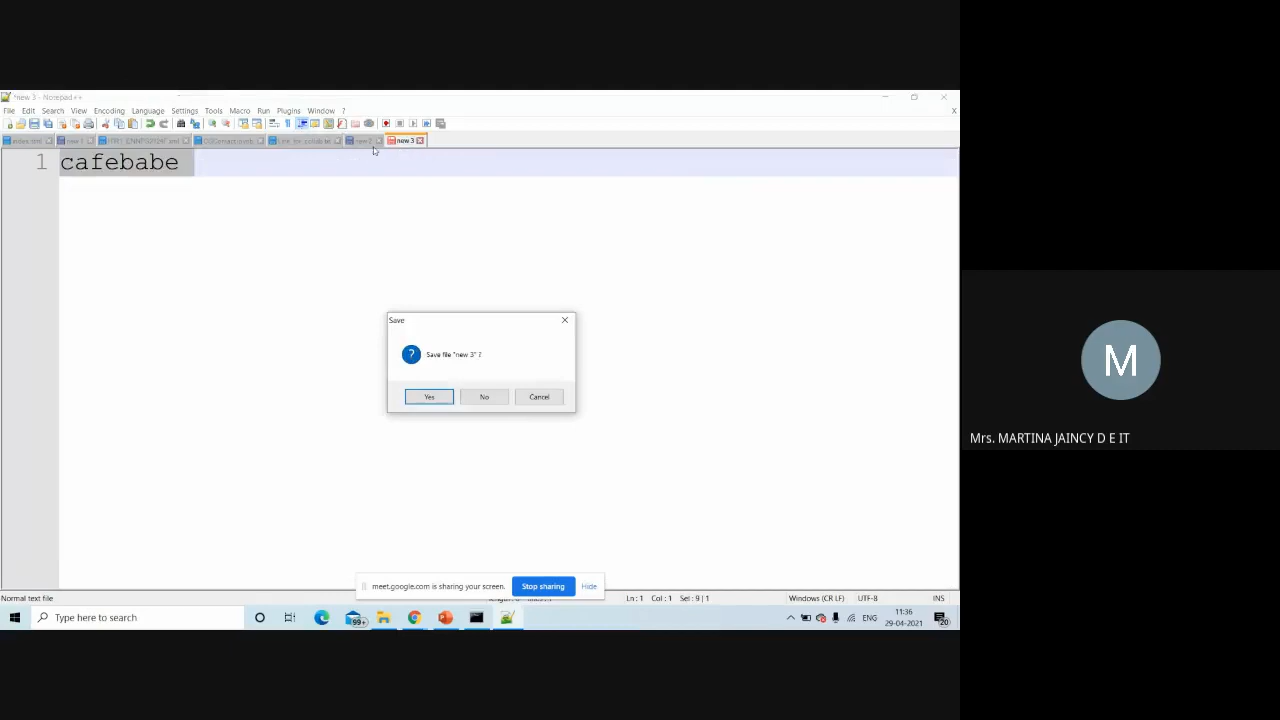 *new 3 - Notepad++
File Edit Search View Encoding Language Settings Tools Macro Run Plugins Window ? X
new 3
1 cafebabe
Save
Save file "new 3" ?
Yes No Cancel
M
Mrs. MARTINA JAINCY D E IT
meet.google.com is sharing your screen. Stop sharing Hide
Normal text file Ln : 1 Col : 1 Sel : 9 | 1 Windows (CR LF) UTF-8 INS
Type here to search 99+ ENG 11:36
29-04-2021 20